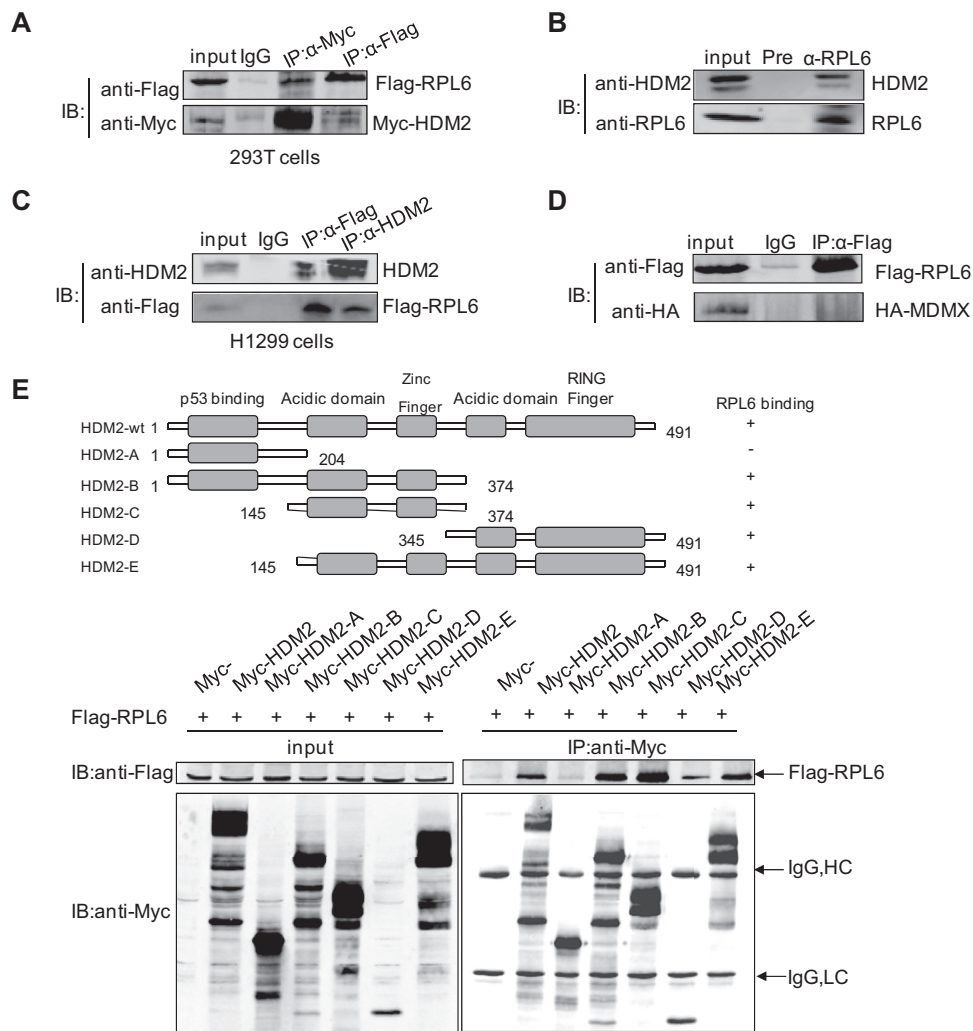 A
input IgG IP:α-Myc IP:α-Flag
IB:
anti-Flag Flag-RPL6
anti-Myc Myc-HDM2
293T cells
B
input Pre α-RPL6
IB:
anti-HDM2 HDM2
anti-RPL6 RPL6
C
input IgG IP:α-Flag IP:α-HDM2
IB:
anti-HDM2 HDM2
anti-Flag Flag-RPL6
H1299 cells
D
input IgG IP:α-Flag
IB:
anti-Flag Flag-RPL6
anti-HA HA-MDMX
E
p53 binding Acidic domain Zinc Finger Acidic domain RING Finger
RPL6 binding
HDM2-wt 1 491 +
HDM2-A 1 204 -
HDM2-B 1 374 +
HDM2-C 145 374 +
HDM2-D 345 491 +
HDM2-E 145 491 +
Myc- Myc-HDM2 Myc-HDM2-A Myc-HDM2-B Myc-HDM2-C Myc-HDM2-D Myc-HDM2-E
Myc- Myc-HDM2 Myc-HDM2-A Myc-HDM2-B Myc-HDM2-C Myc-HDM2-D Myc-HDM2-E
Flag-RPL6 + + + + + + + + + + + + + +
input IP:anti-Myc
IB:anti-Flag Flag-RPL6
IB:anti-Myc
IgG,HC
IgG,LC